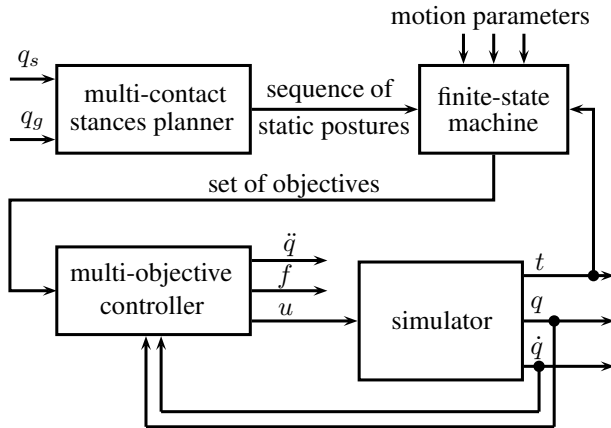 motion parameters
q_s
q_g
multi-contact
stances planner
sequence of
static postures
finite-state
machine
set of objectives
multi-objective
controller
q̈
f
u
simulator
t
q
q̇